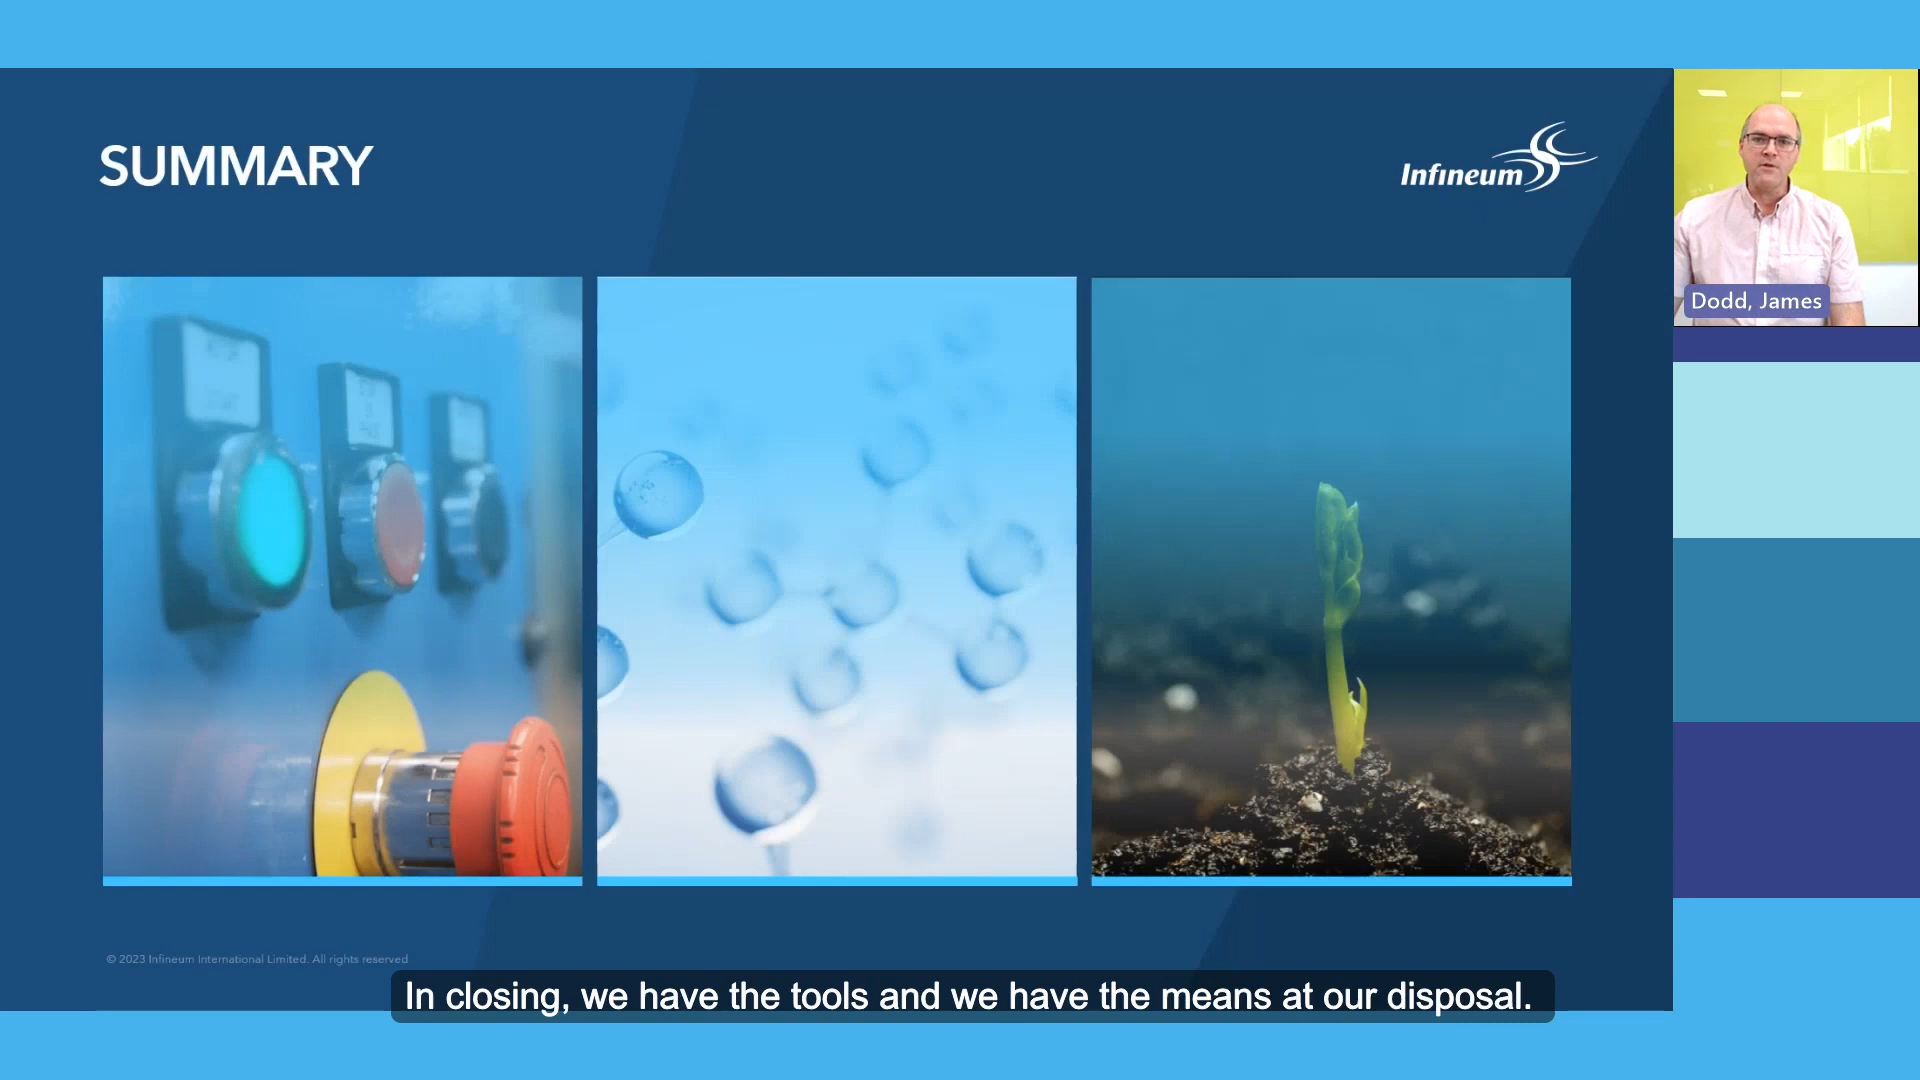 SUMMARY
Infineum
Dodd, James
© 2023 Infineum International Limited. All rights reserved
In closing, we have the tools and we have the means at our disposal.